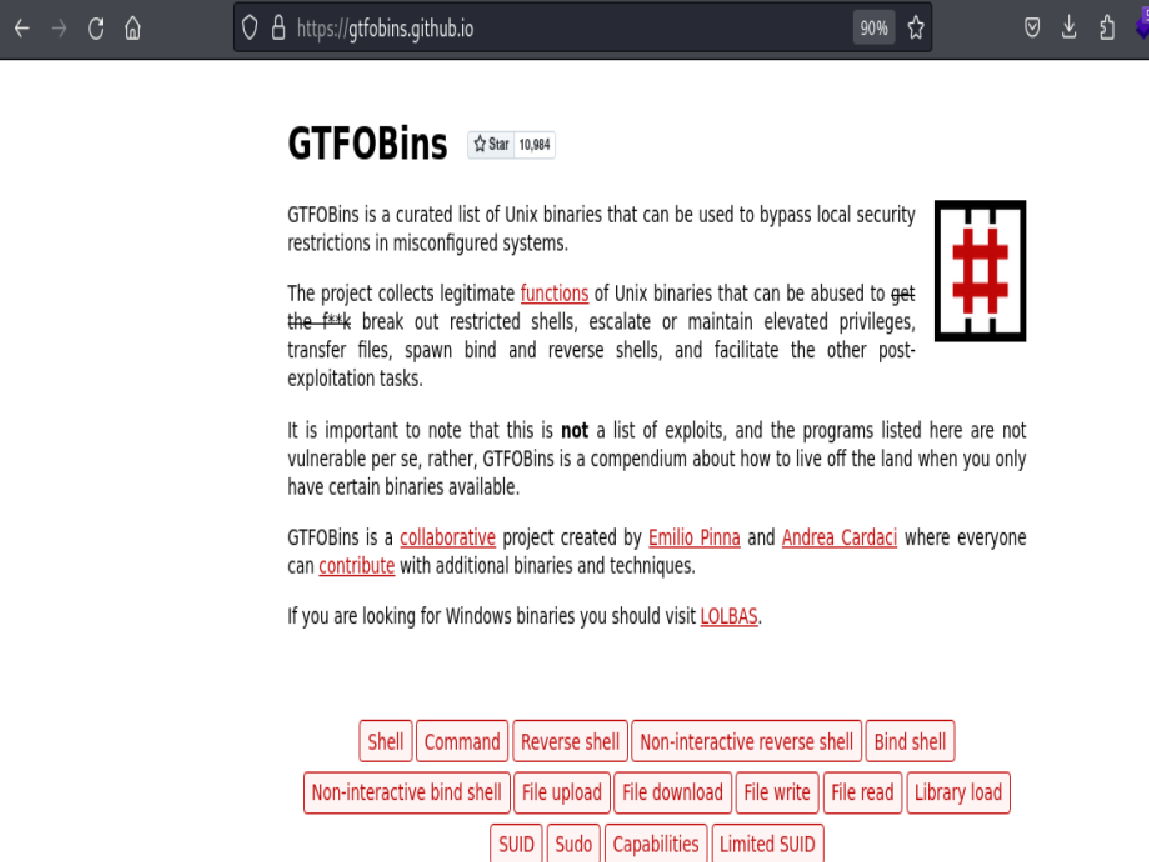 https://gtfobins.github.io
90%
GTFOBins
Star 10,984
GTFOBins is a curated list of Unix binaries that can be used to bypass local security
restrictions in misconfigured systems.
The project collects legitimate functions of Unix binaries that can be abused to get
the f**k break out restricted shells, escalate or maintain elevated privileges,
transfer files, spawn bind and reverse shells, and facilitate the other post-
exploitation tasks.
It is important to note that this is not a list of exploits, and the programs listed here are not
vulnerable per se, rather, GTFOBins is a compendium about how to live off the land when you only
have certain binaries available.
GTFOBins is a collaborative project created by Emilio Pinna and Andrea Cardaci where everyone
can contribute with additional binaries and techniques.
If you are looking for Windows binaries you should visit LOLBAS.
Shell Command Reverse shell Non-interactive reverse shell Bind shell
Non-interactive bind shell File upload File download File write File read Library load
SUID Sudo Capabilities Limited SUID